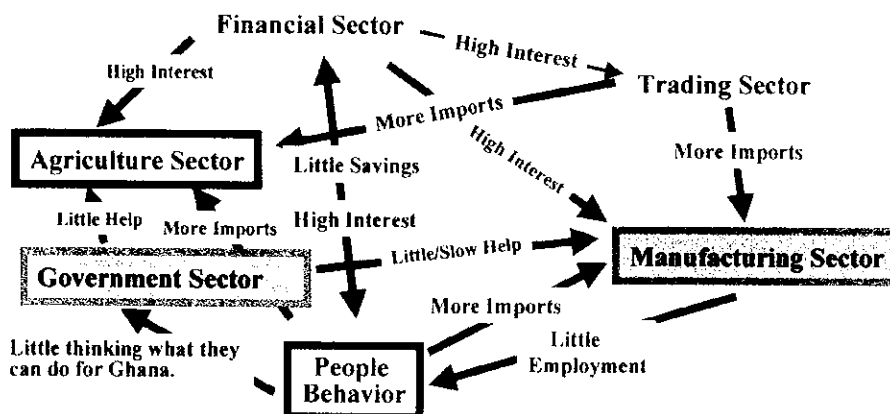 Financial Sector
High Interest
High Interest
Trading Sector
More Imports
Agriculture Sector
Little Savings
High Interest
More Imports
Little Help
More Imports
High Interest
Little/Slow Help
Government Sector
Manufacturing Sector
More Imports
Little thinking what they
can do for Ghana.
People
Behavior
Little
Employment